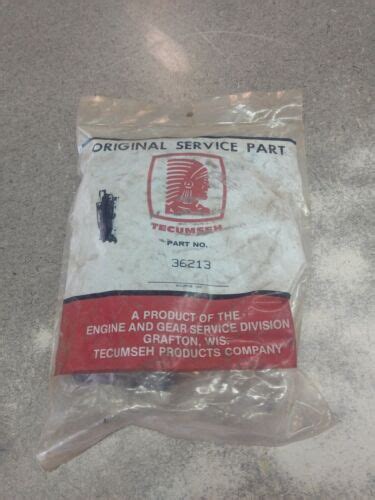 ORIGINAL SERVICE PART
TECUMSEH
PART NO.
36213
A PRODUCT OF THE
ENGINE AND GEAR SERVICE DIVISION
GRAFTON, WIS.
TECUMSEH PRODUCTS COMPANY